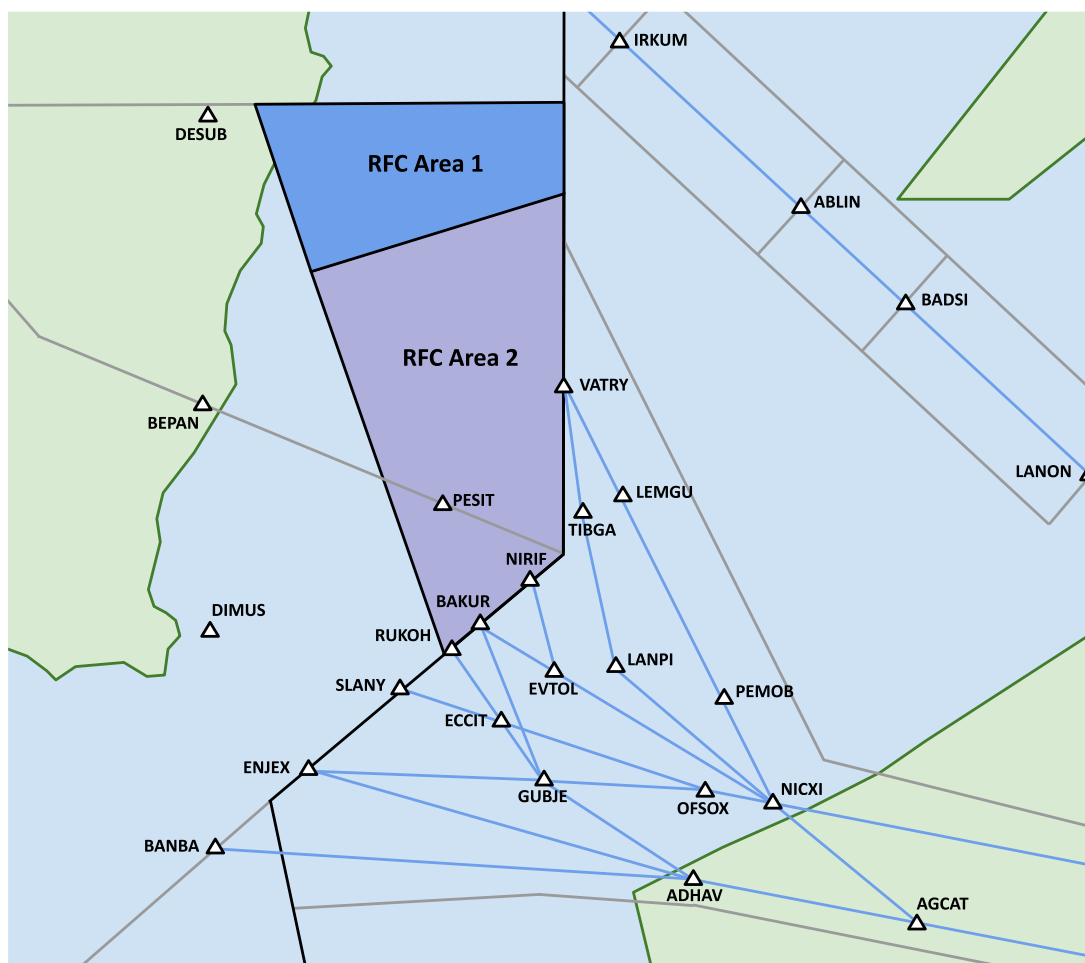 IRKUM
DESUB
RFC Area 1
ABLIN
BADSI
RFC Area 2
VATRY
BEPAN
LANON
LEMGU
PESIT
TIBGA
NIRIF
BAKUR
DIMUS
RUKOH
LANPI
EVTOL
SLANY
PEMOB
ECCIT
ENJEX
NICXI
GUBJE
OFSOX
BANBA
ADHAV
AGCAT